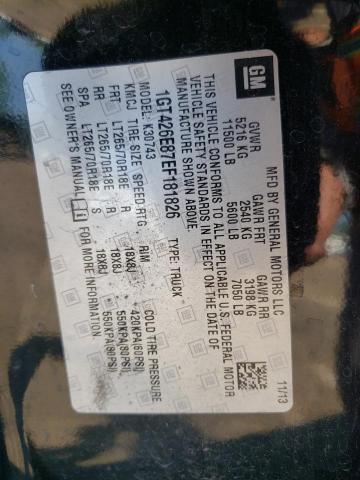 GM
MFD BY GENERAL MOTORS LLC 11/13
GVWR GAWR FRT GAWR RR
5216 KG 2540 KG 3198 KG
11500 LB 5600 LB 7050 LB
THIS VEHICLE CONFORMS TO ALL APPLICABLE U.S. FEDERAL MOTOR
VEHICLE SAFETY STANDARDS IN EFFECT ON THE DATE OF
MANUFACTURE SHOWN ABOVE.
1GT426E87EF181826 TYPE: TRUCK
MODEL: K30743
KMCJ TIRE SIZE SPEED RTG RIM COLD TIRE PRESSURE
FRT LT265/70R18E R 18X8J 420KPA(60PSI)
RR LT265/70R18E R 18X8J 550KPA(80PSI)
SPA LT265/70R18E S 18X8J 550KPA(80PSI)
SEE OWNER'S MANUAL FOR MORE INFORMATION